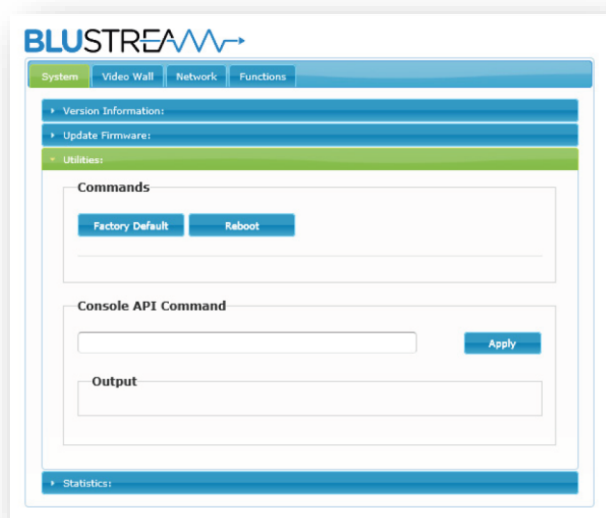 BLUSTREAM
System Video Wall Network Functions
Version Information:
Update Firmware:
Utilities:
Commands
Factory Default Reboot
Console API Command
Apply
Output
Statistics: